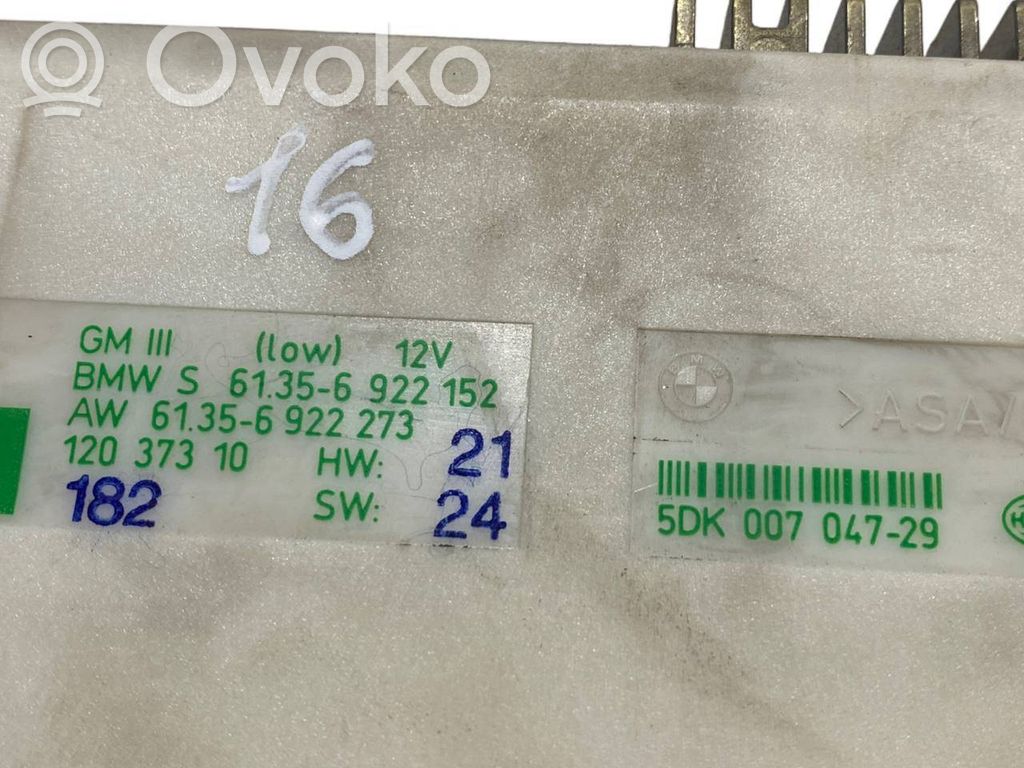 Ovoko
16
GM III (low) 12V
BMW S 61.35-6 922 152
AW 61.35-6 922 273
120 373 10 HW: 21
182 SW: 24
BMW
>ASA/
5DK 007 047-29